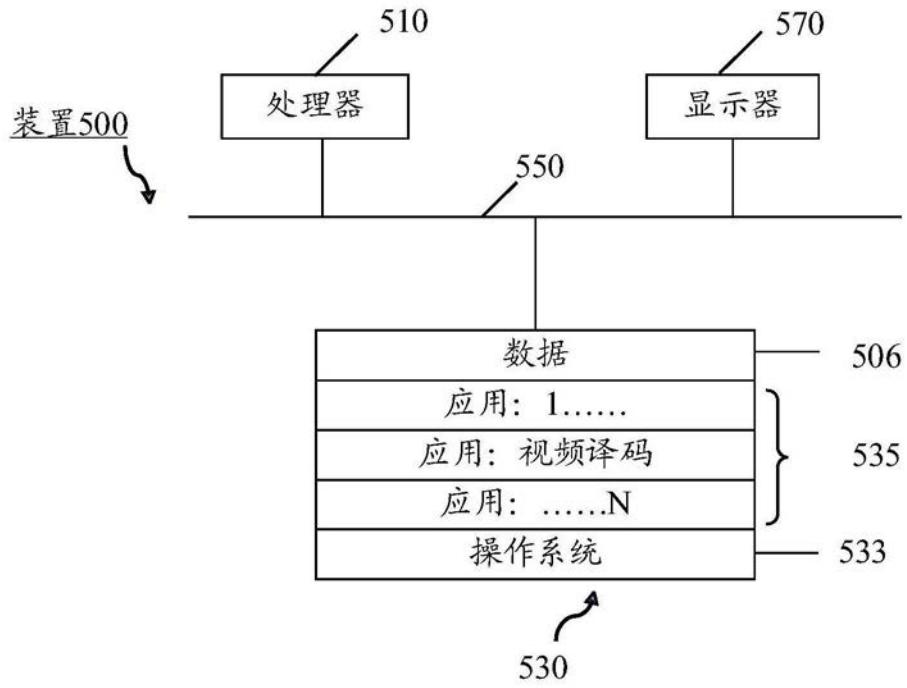 510
570
处理器
显示器
装置500
550
数据
506
应用：1……
应用：视频译码
535
应用：……N
操作系统
533
530